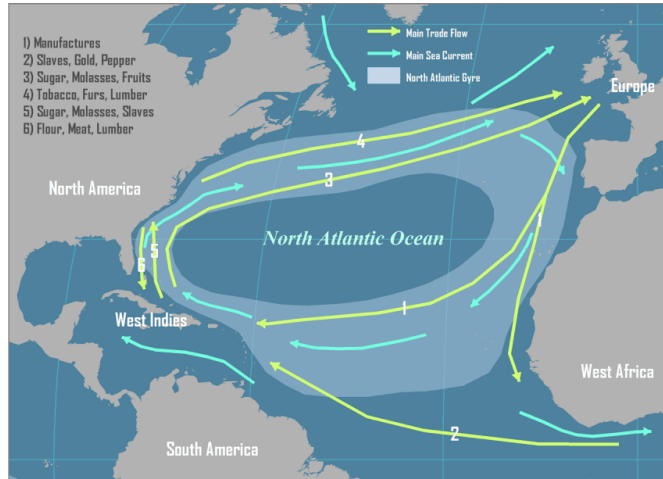 1) Manufactures
2) Slaves, Gold, Pepper
3) Sugar, Molasses, Fruits
4) Tobacco, Furs, Lumber
5) Sugar, Molasses, Slaves
6) Flour, Meat, Lumber
Main Trade Flow
Main Sea Current
North Atlantic Gyre
Europe
4
3
North America
1
North Atlantic Ocean
5
6
1
West Indies
West Africa
2
South America